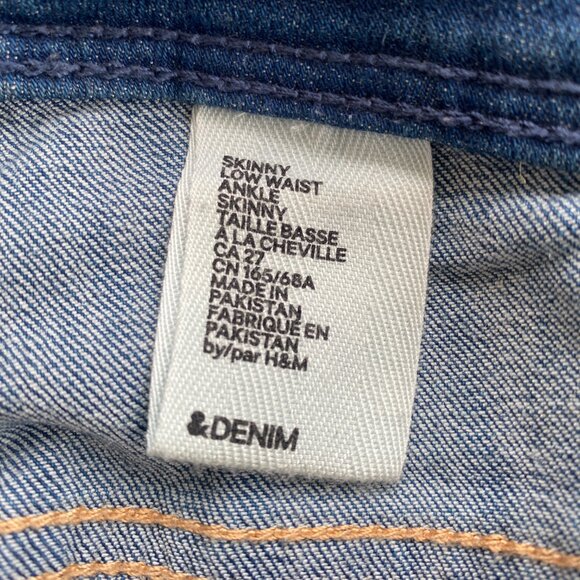 SKINNY
LOW WAIST
ANKLE
SKINNY
TAILLE BASSE
À LA CHEVILLE
CA 27
CN 165/68A
MADE IN
PAKISTAN
FABRIQUÉ EN
PAKISTAN
by/par H&M
&DENIM